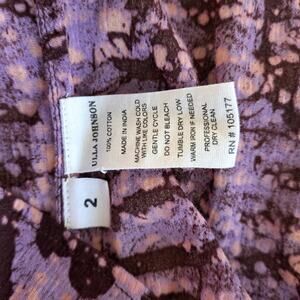 ULLA JOHNSON
100% COTTON
MADE IN INDIA
MACHINE WASH COLD
WITH LIKE COLORS
GENTLE CYCLE
DO NOT BLEACH
TUMBLE DRY LOW
WARM IRON IF NEEDED
PROFESSIONAL
DRY CLEAN
RN # 105177
2